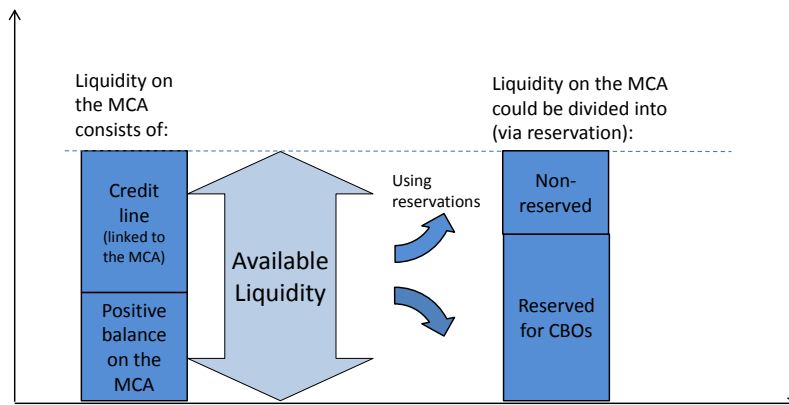 Liquidity on
the MCA
consists of:
Liquidity on the MCA
could be divided into
(via reservation):
Credit
line
(linked to
the MCA)
Positive
balance
on the
MCA
Available
Liquidity
Using
reservations
Non-
reserved
Reserved
for CBOs